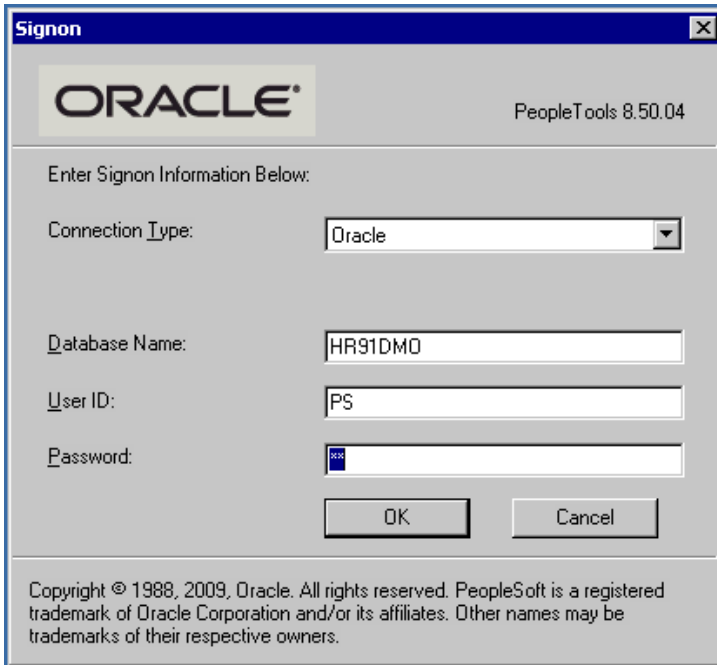 Signon
ORACLE®
PeopleTools 8.50.04
Enter Signon Information Below:
Connection Type:
Oracle
Database Name:
HR91DMO
User ID:
PS
Password:
**
OK
Cancel
Copyright © 1988, 2009, Oracle. All rights reserved. PeopleSoft is a registered
trademark of Oracle Corporation and/or its affiliates. Other names may be
trademarks of their respective owners.